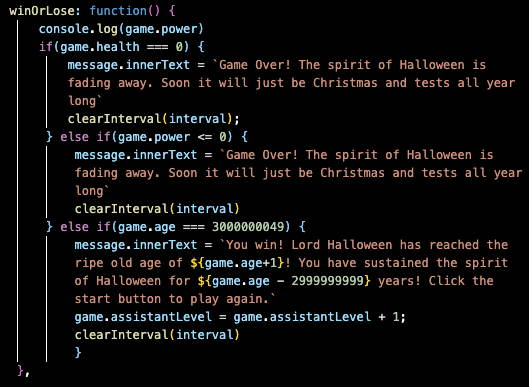 winOrLose: function() {
console.log(game.power)
if(game.health === 0) {
message.innerText = `Game Over! The spirit of Halloween is
fading away. Soon it will just be Christmas and tests all year
long`
clearInterval(interval);
} else if(game.power <= 0) {
message.innerText = `Game Over! The spirit of Halloween is
fading away. Soon it will just be Christmas and tests all year
long`
clearInterval(interval)
} else if(game.age === 3000000049) {
message.innerText = `You win! Lord Halloween has reached the
ripe old age of ${game.age+1}! You have sustained the spirit
of Halloween for ${game.age - 2999999999} years! Click the
start button to play again.`
game.assistantLevel = game.assistantLevel + 1;
clearInterval(interval)
}
},